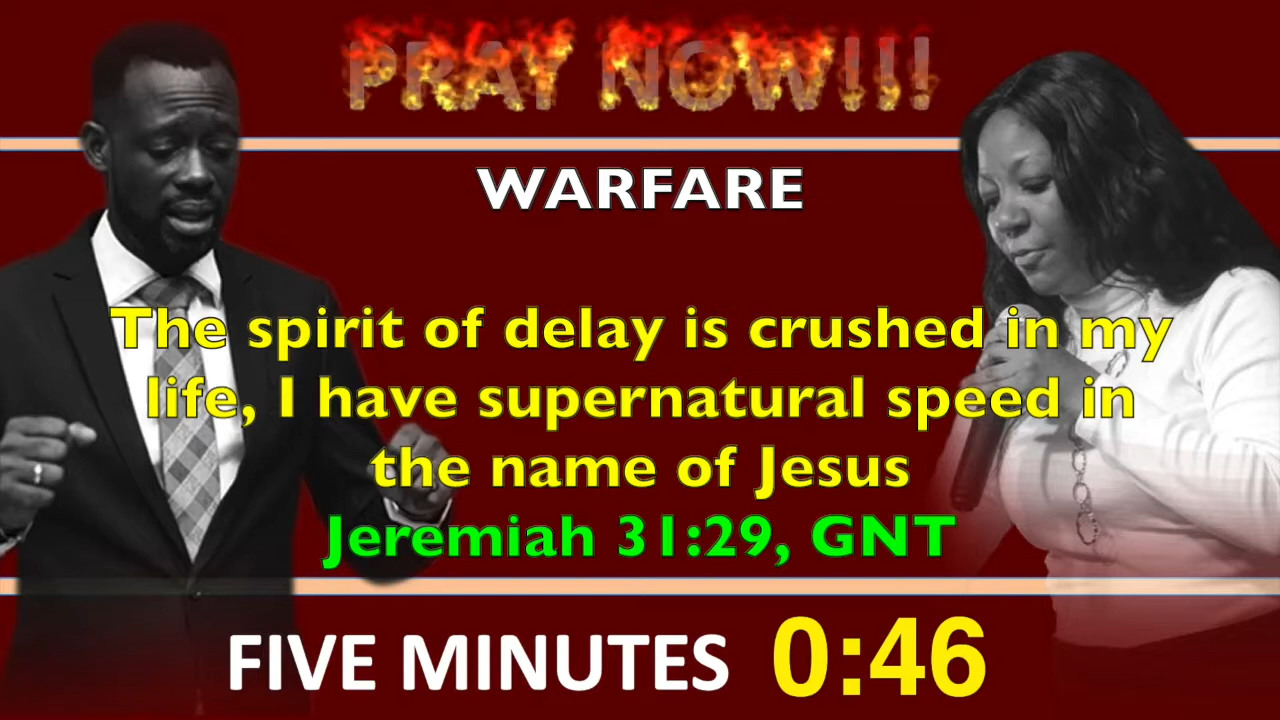 PRAY NOW!!!
WARFARE
The spirit of delay is crushed in my
life, I have supernatural speed in
the name of Jesus
Jeremiah 31:29, GNT
FIVE MINUTES 0:46